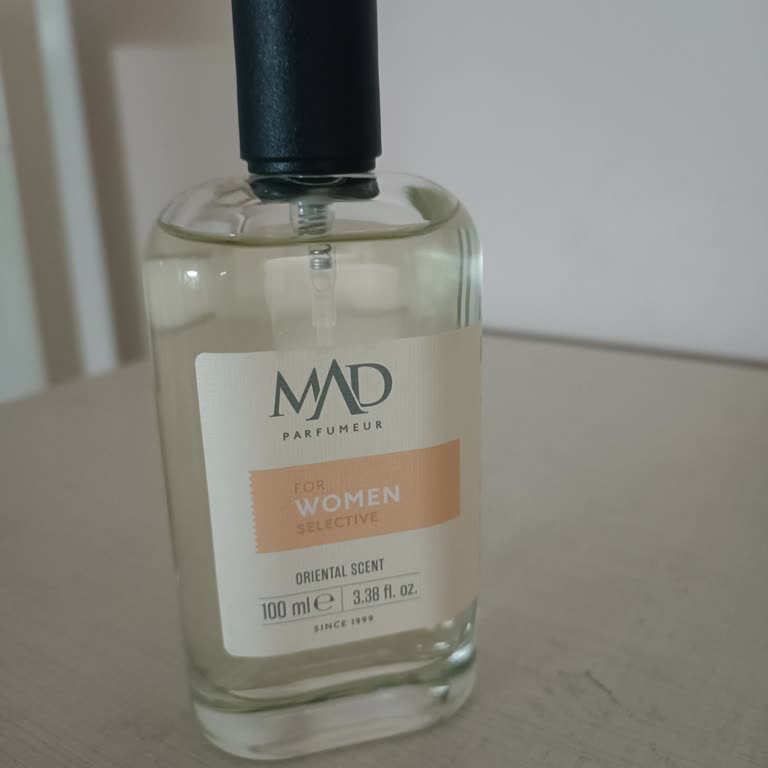 MAD
PARFUMEUR
FOR
WOMEN
SELECTIVE
ORIENTAL SCENT
100 ml ℮ 3.38 fl. oz.
SINCE 1999